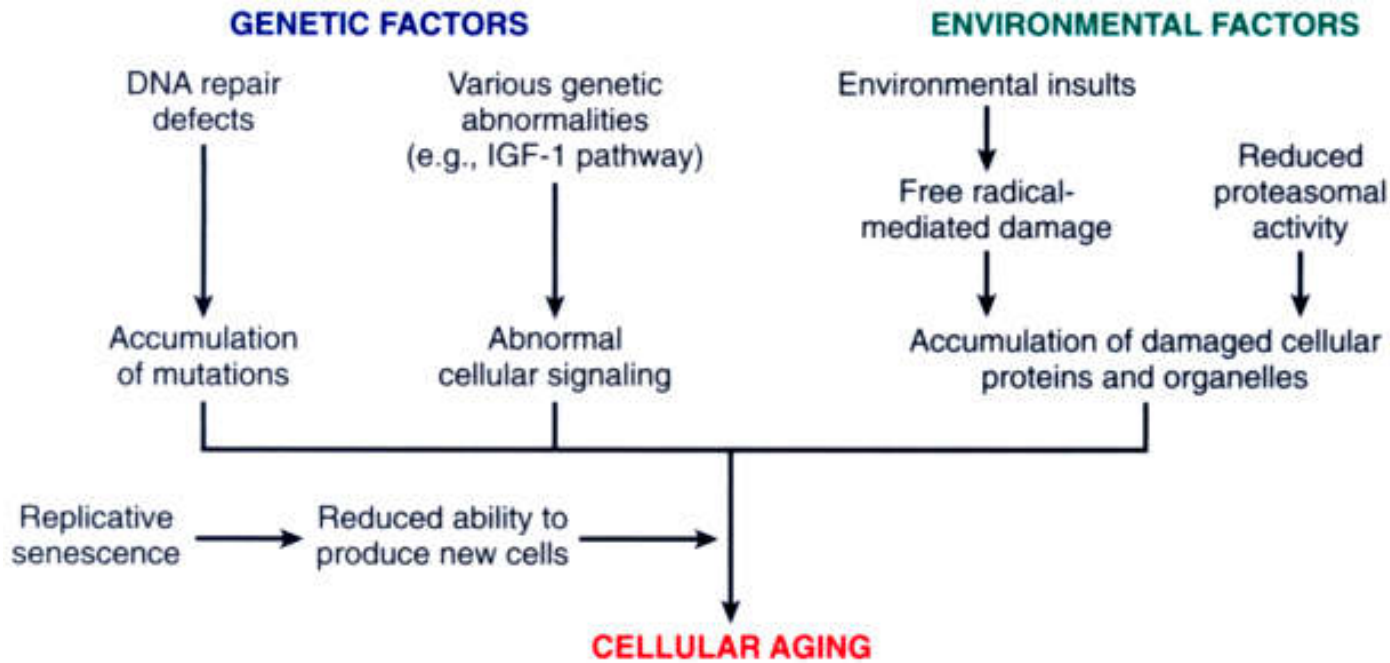 GENETIC FACTORS
ENVIRONMENTAL FACTORS
DNA repair
defects
Various genetic
abnormalities
(e.g., IGF-1 pathway)
Environmental insults
Free radical-
mediated damage
Reduced
proteasomal
activity
Accumulation
of mutations
Abnormal
cellular signaling
Accumulation of damaged cellular
proteins and organelles
Replicative
senescence
Reduced ability to
produce new cells
CELLULAR AGING